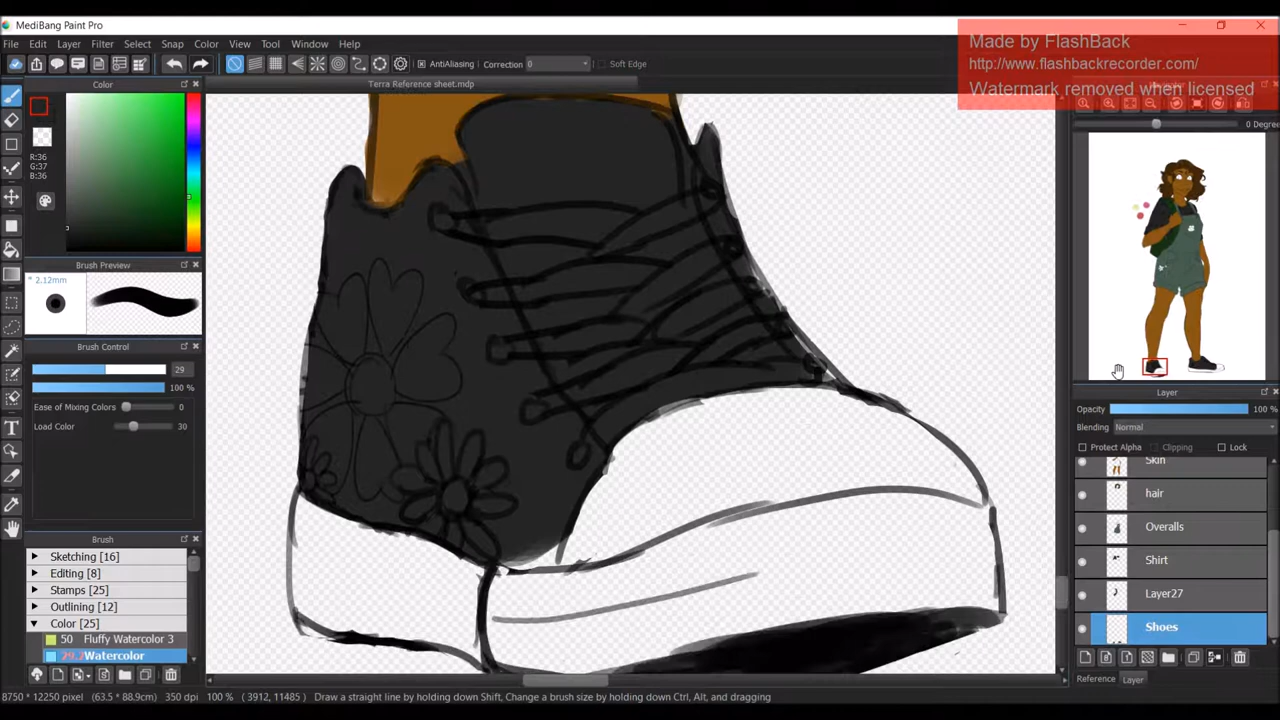 MediBang Paint Pro
Made by FlashBack
http://www.flashbackrecorder.com/
Watermark removed when licensed
File Edit Layer Filter Select Snap Color View Tool Window Help
AntiAliasing Correction 0 Soft Edge
Color
Terra Reference sheet.mdp
0 Degree
R:36
G:37
B:36
Brush Preview
* 2.12mm
Brush Control
29
100 %
Ease of Mixing Colors 0
Load Color 30
Layer
Opacity 100 %
Blending Normal
Protect Alpha Clipping Lock
Skin
hair
Overalls
Shirt
Layer27
Shoes
Brush
Sketching [16]
Editing [8]
Stamps [25]
Outlining [12]
Color [25]
50 Fluffy Watercolor 3
Watercolor
Reference Layer
8750 * 12250 pixel (63.5 * 88.9cm) 350 dpi 100 % (3912, 11485) Draw a straight line by holding down Shift, Change a brush size by holding down Ctrl, Alt, and dragging